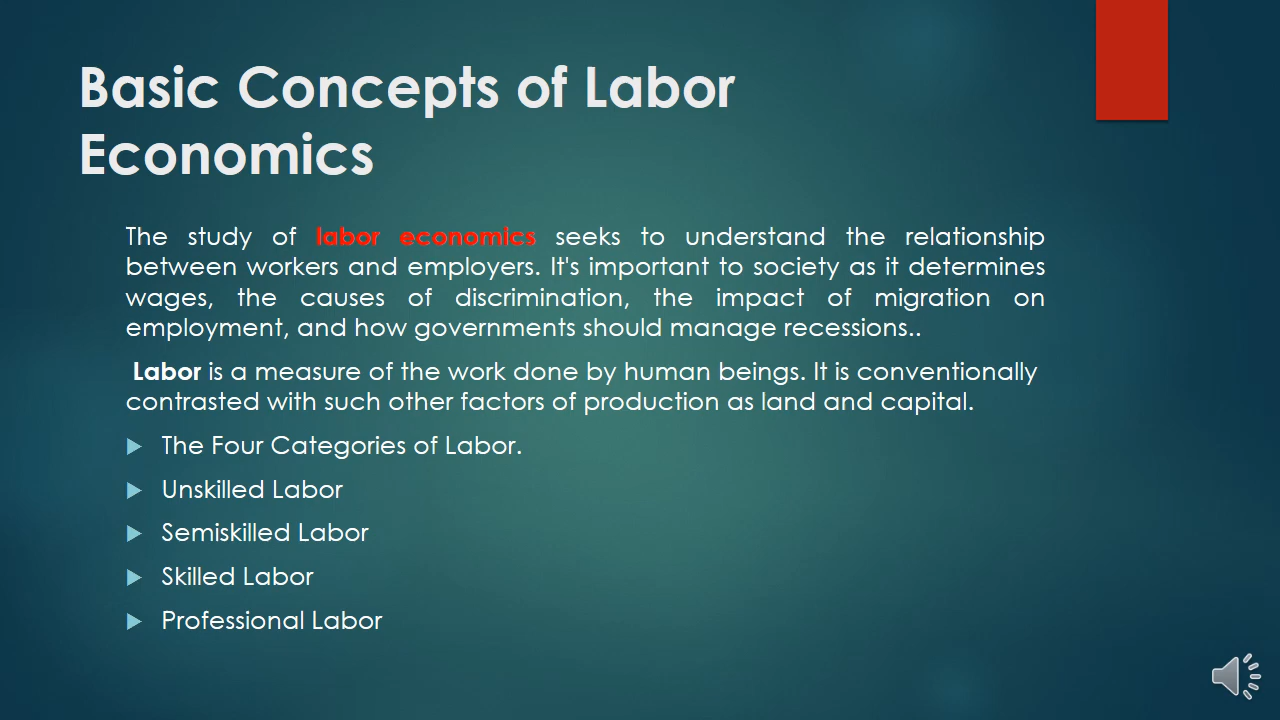 Basic Concepts of Labor
Economics
The study of labor economics seeks to understand the relationship
between workers and employers. It's important to society as it determines
wages, the causes of discrimination, the impact of migration on
employment, and how governments should manage recessions..
Labor is a measure of the work done by human beings. It is conventionally
contrasted with such other factors of production as land and capital.
The Four Categories of Labor.
Unskilled Labor
Semiskilled Labor
Skilled Labor
Professional Labor